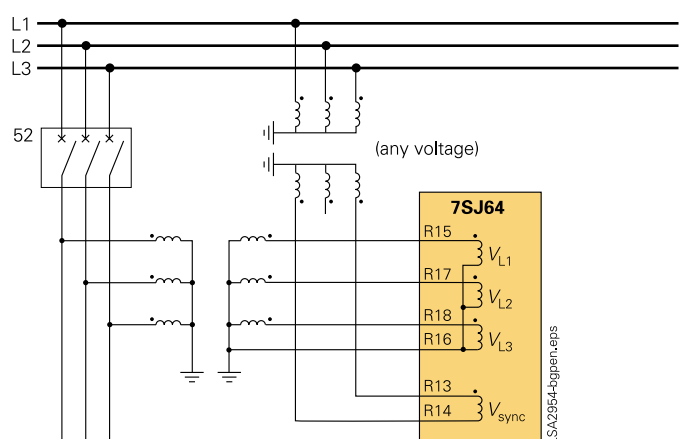 L1
L2
L3
52
(any voltage)
7SJ64
R15
VL1
R17
VL2
R18
VL3
R16
R13
R14
Vsync
LSA2954-bgpen.eps